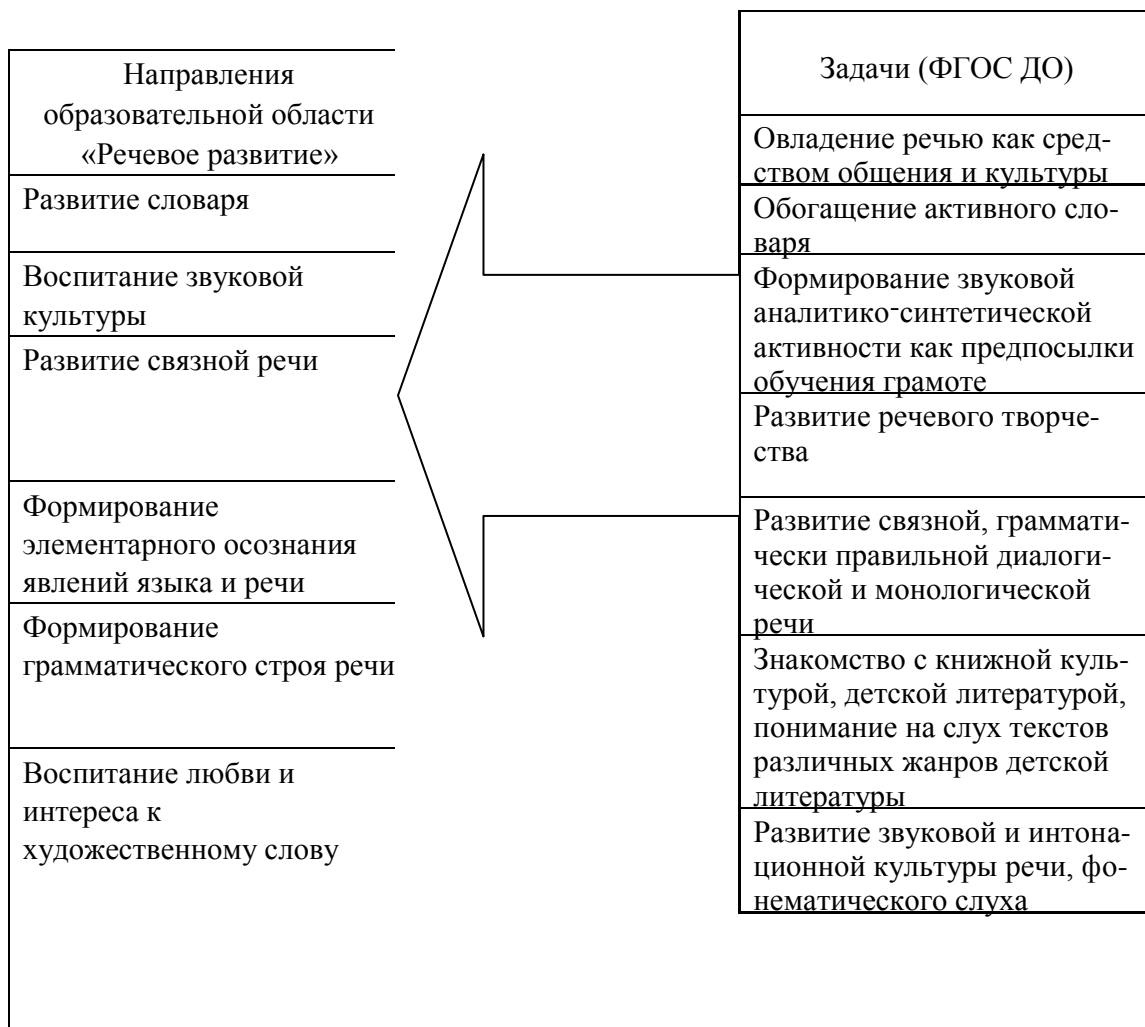 Направления
образовательной области
«Речевое развитие»
Развитие словаря
Воспитание звуковой
культуры
Развитие связной речи
Формирование
элементарного осознания
явлений языка и речи
Формирование
грамматического строя речи
Воспитание любви и
интереса к
художественному слову
Задачи (ФГОС ДО)
Овладение речью как сред-
ством общения и культуры
Обогащение активного сло-
варя
Формирование звуковой
аналитико-синтетической
активности как предпосылки
обучения грамоте
Развитие речевого творче-
ства
Развитие связной, граммати-
чески правильной диалоги-
ческой и монологической
речи
Знакомство с книжной куль-
турой, детской литературой,
понимание на слух текстов
различных жанров детской
литературы
Развитие звуковой и интона-
ционной культуры речи, фо-
нематического слуха